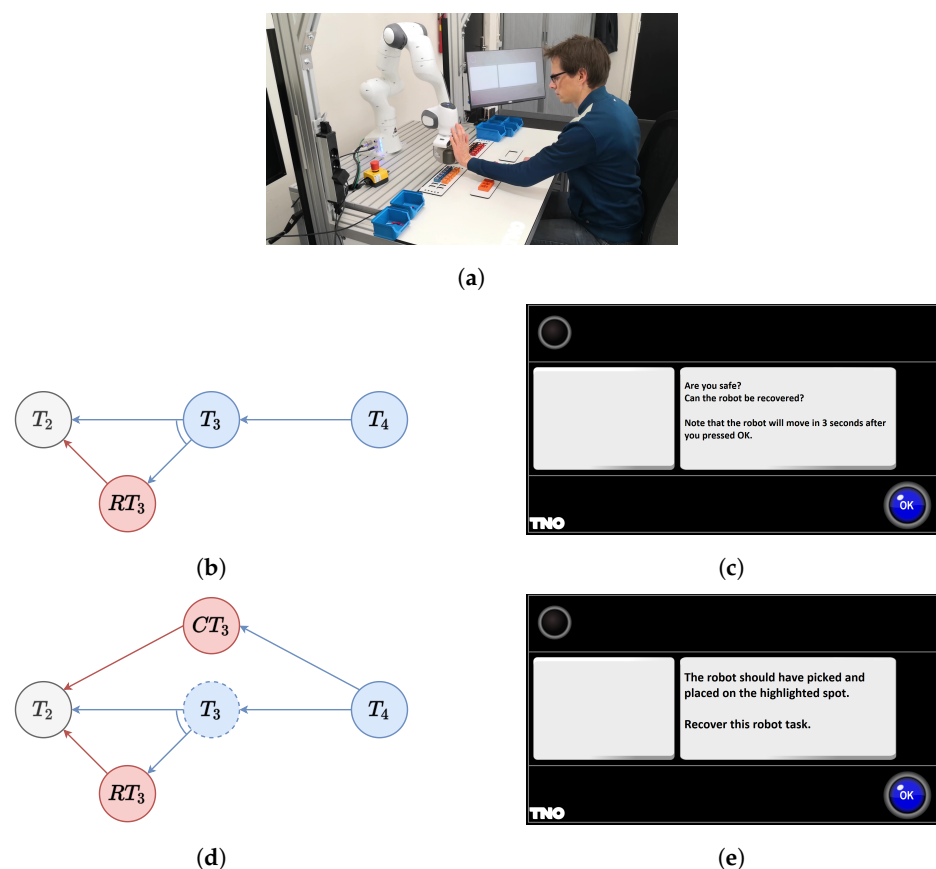 (a)
T₂
T₃
T₄
RT₃
(b)
Are you safe?
Can the robot be recovered?
Note that the robot will move in 3 seconds after
you pressed OK.
OK
TNO
(c)
CT₃
T₂
T₃
T₄
RT₃
(d)
The robot should have picked and
placed on the highlighted spot.
Recover this robot task.
OK
TNO
(e)